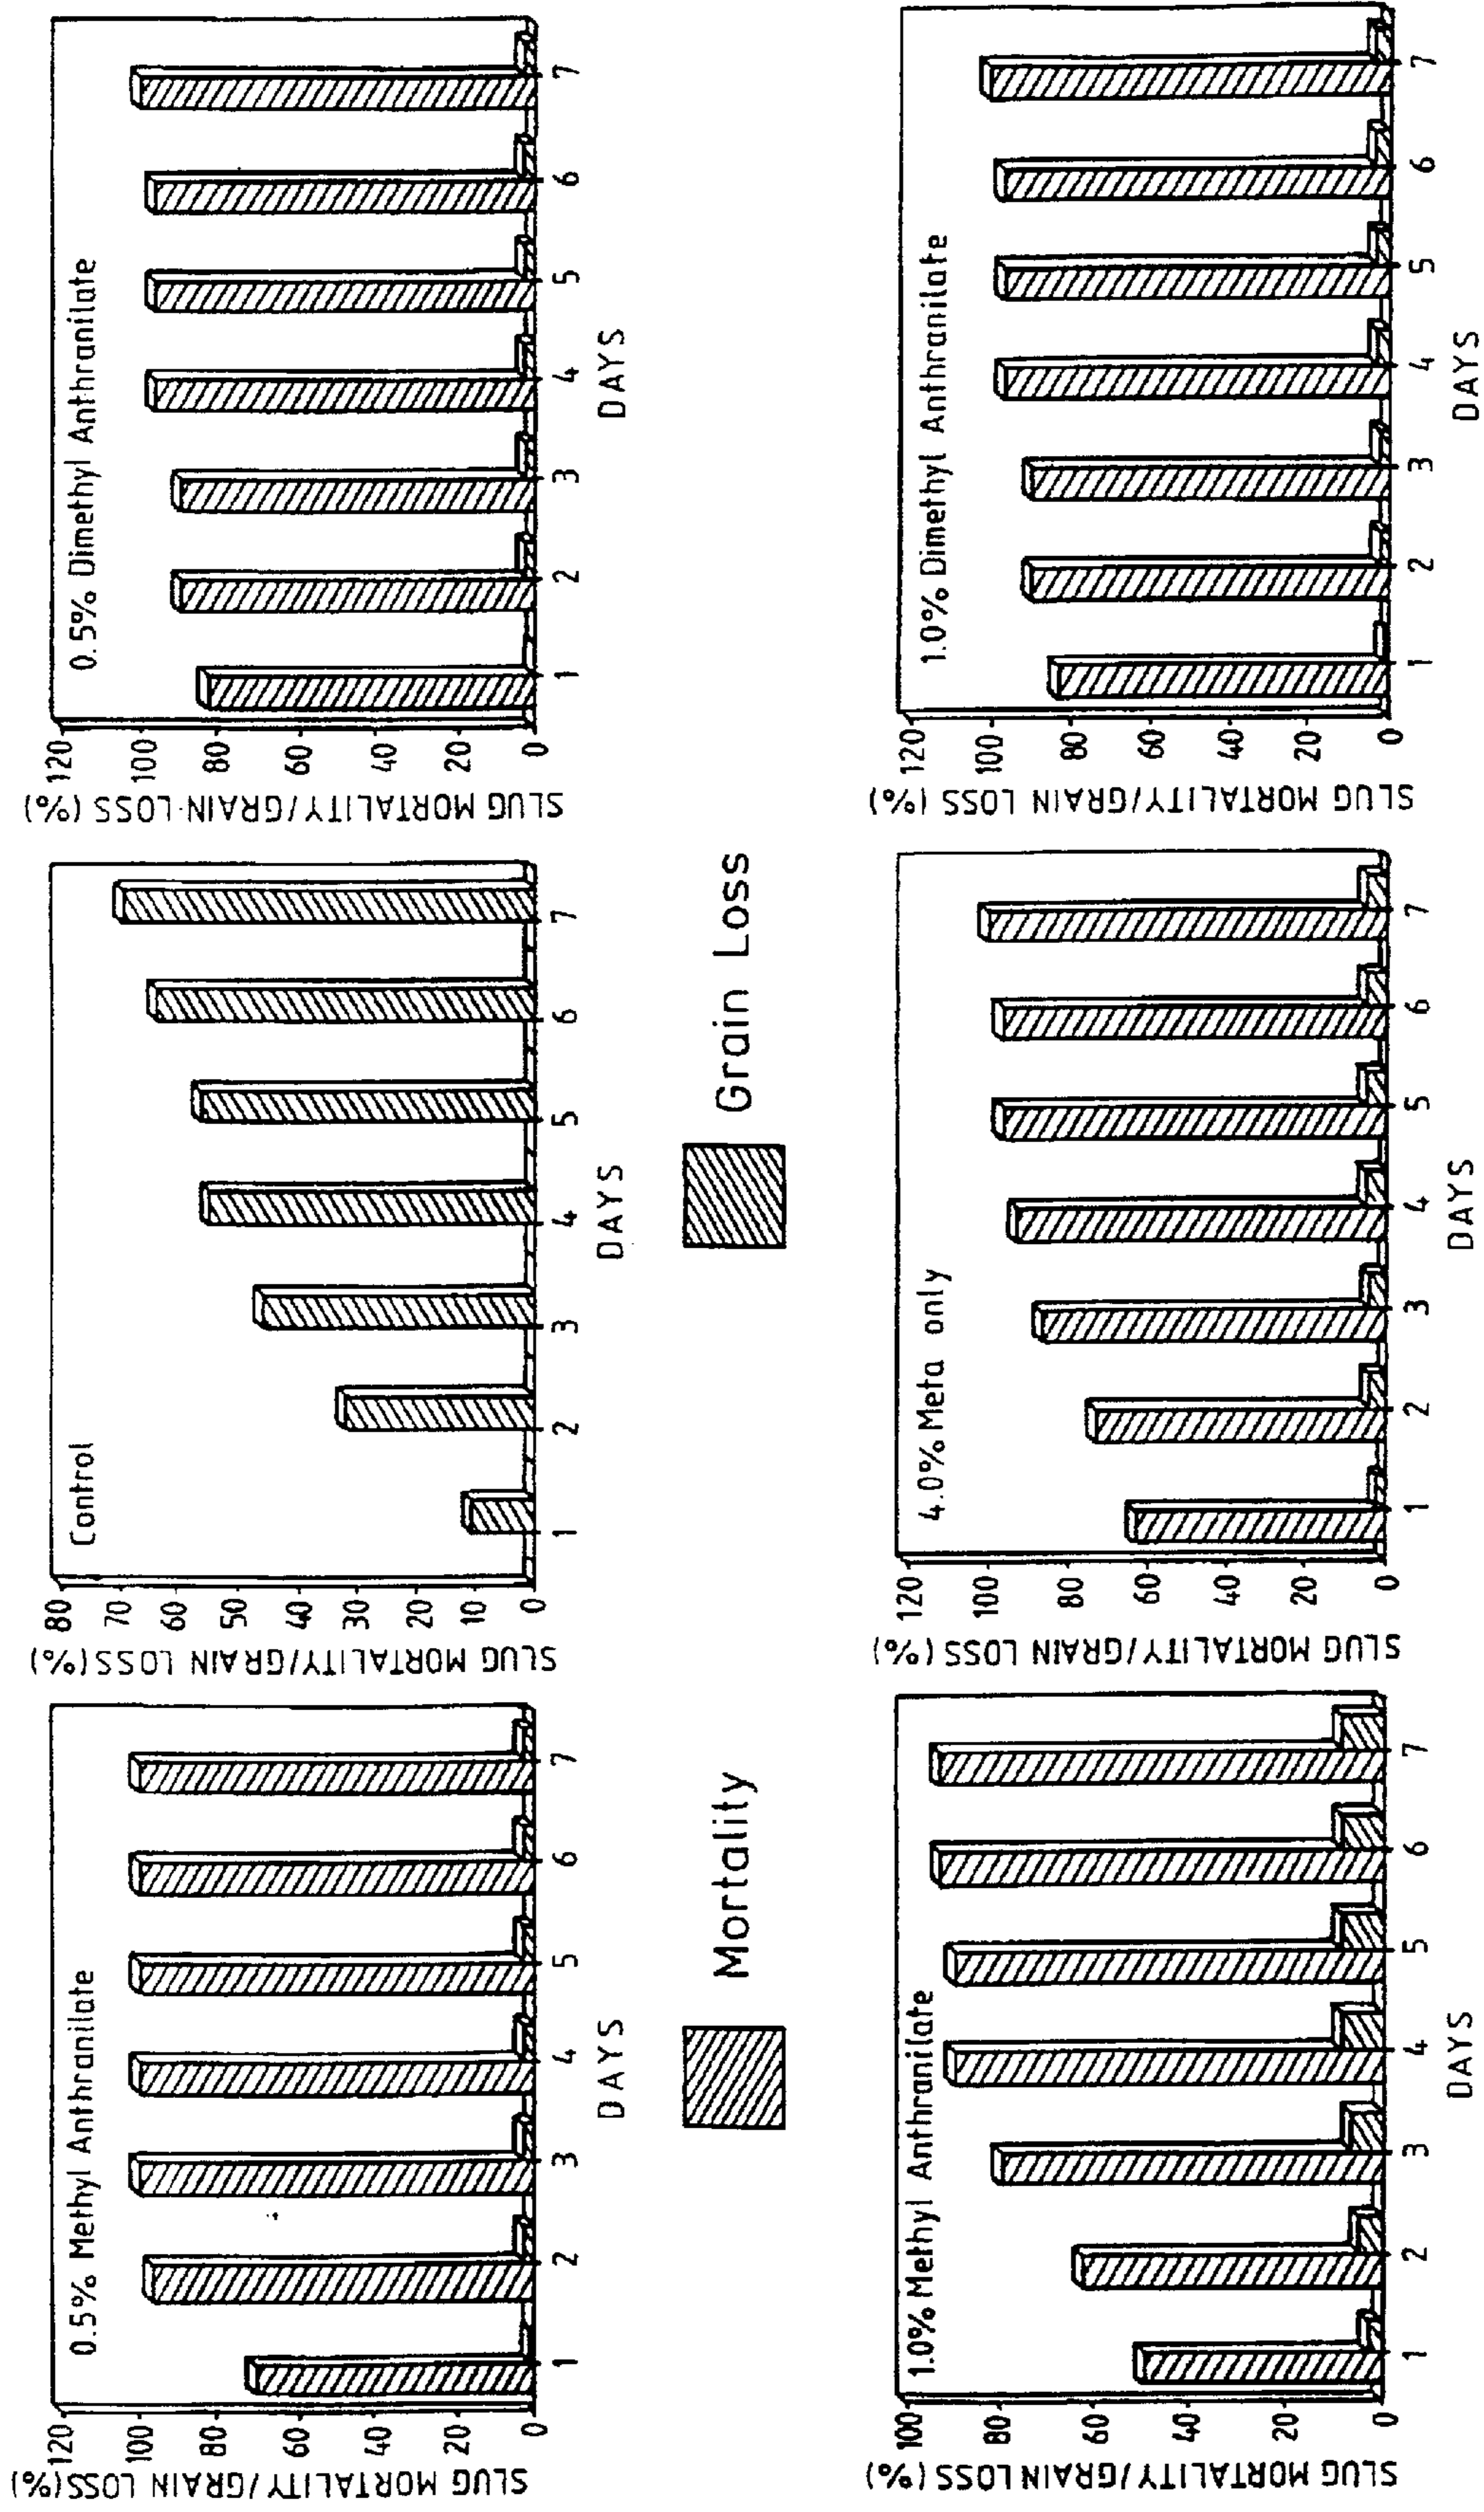 SLUG MORTALITY/GRAIN LOSS (%)
120
100
80
60
40
20
0
0.5% Methyl Anthranilate
1 2 3 4 5 6 7
DAYS
SLUG MORTALITY/GRAIN LOSS (%)
80
70
60
50
40
30
20
10
0
Control
1 2 3 4 5 6 7
DAYS
SLUG MORTALITY/GRAIN LOSS (%)
120
100
80
60
40
20
0
0.5% Dimethyl Anthranilate
1 2 3 4 5 6 7
DAYS
Mortality
Grain Loss
SLUG MORTALITY/GRAIN LOSS (%)
100
80
60
40
20
0
1.0% Methyl Anthranilate
1 2 3 4 5 6 7
DAYS
SLUG MORTALITY/GRAIN LOSS (%)
120
100
80
60
40
20
0
4.0% Meta only
1 2 3 4 5 6 7
DAYS
SLUG MORTALITY/GRAIN LOSS (%)
120
100
80
60
40
20
0
1.0% Dimethyl Anthranilate
1 2 3 4 5 6 7
DAYS